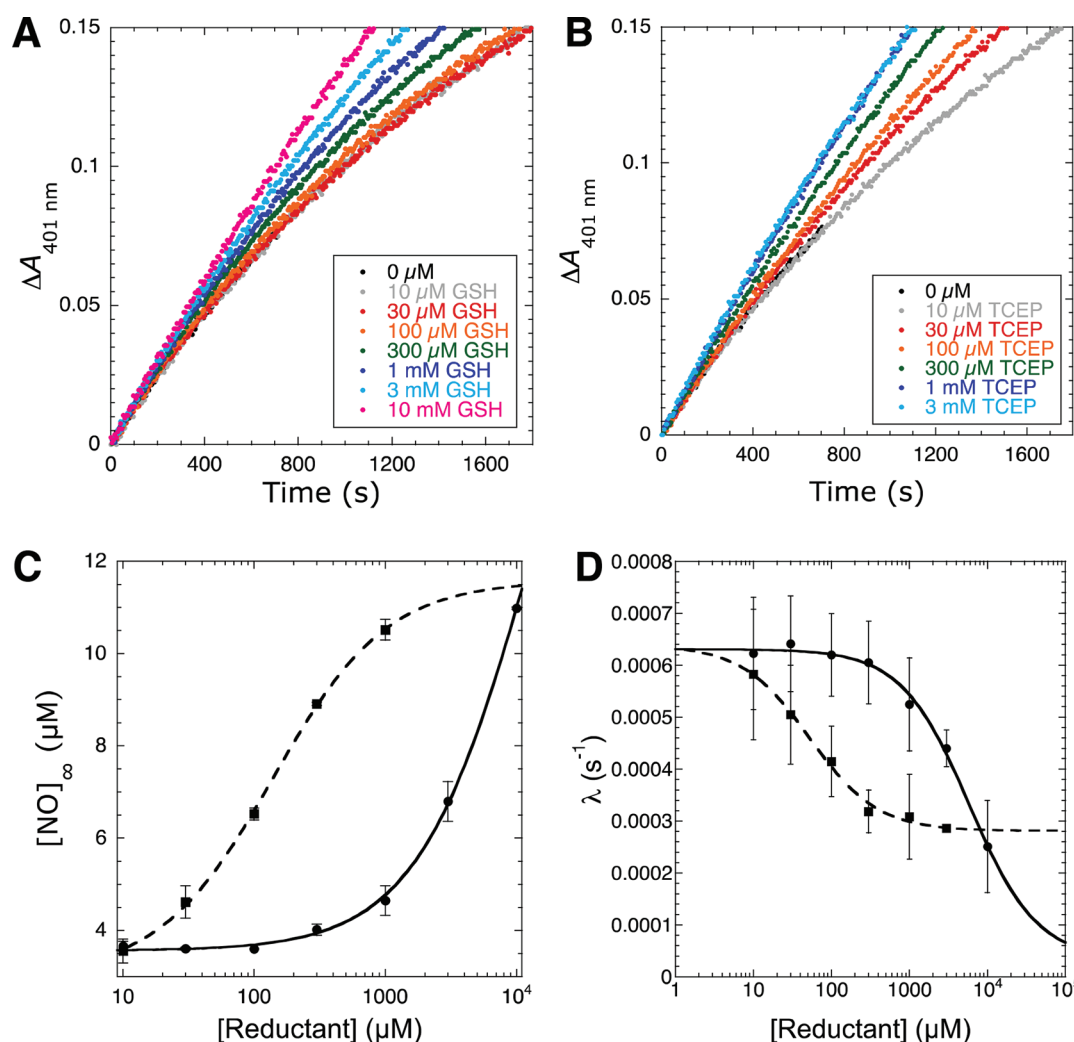 A
0.15
0.1
0.05
0
ΔA401 nm
0 μM
10 μM GSH
30 μM GSH
100 μM GSH
300 μM GSH
1 mM GSH
3 mM GSH
10 mM GSH
0 400 800 1200 1600
Time (s)
B
0.15
0.1
0.05
0
ΔA401 nm
0 μM
10 μM TCEP
30 μM TCEP
100 μM TCEP
300 μM TCEP
1 mM TCEP
3 mM TCEP
0 400 800 1200 1600
Time (s)
C
12
10
8
6
4
[NO]∞ (μM)
10 100 1000 10⁴
[Reductant] (μM)
D
0.0008
0.0007
0.0006
0.0005
0.0004
0.0003
0.0002
0.0001
0
λ (s⁻¹)
1 10 100 1000 10⁴ 10⁵
[Reductant] (μM)